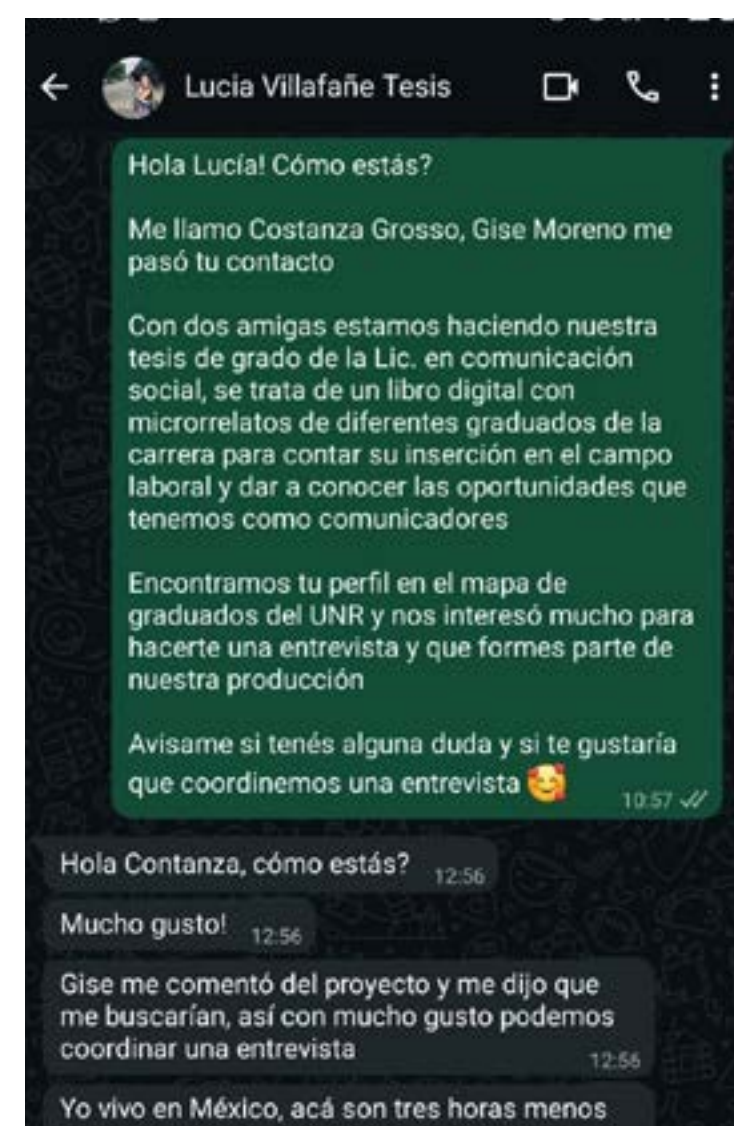 Lucia Villafañe Tesis
Hola Lucía! Cómo estás?
Me llamo Costanza Grosso, Gise Moreno me
pasó tu contacto
Con dos amigas estamos haciendo nuestra
tesis de grado de la Lic. en comunicación
social, se trata de un libro digital con
microrrelatos de diferentes graduados de la
carrera para contar su inserción en el campo
laboral y dar a conocer las oportunidades que
tenemos como comunicadores
Encontramos tu perfil en el mapa de
graduados del UNR y nos interesó mucho para
hacerte una entrevista y que formes parte de
nuestra producción
Avisame si tenés alguna duda y si te gustaría
que coordinemos una entrevista 🥰
10:57
Hola Contanza, cómo estás? 12:56
Mucho gusto! 12:56
Gise me comentó del proyecto y me dijo que
me buscarían, así con mucho gusto podemos
coordinar una entrevista
12:56
Yo vivo en México, acá son tres horas menos